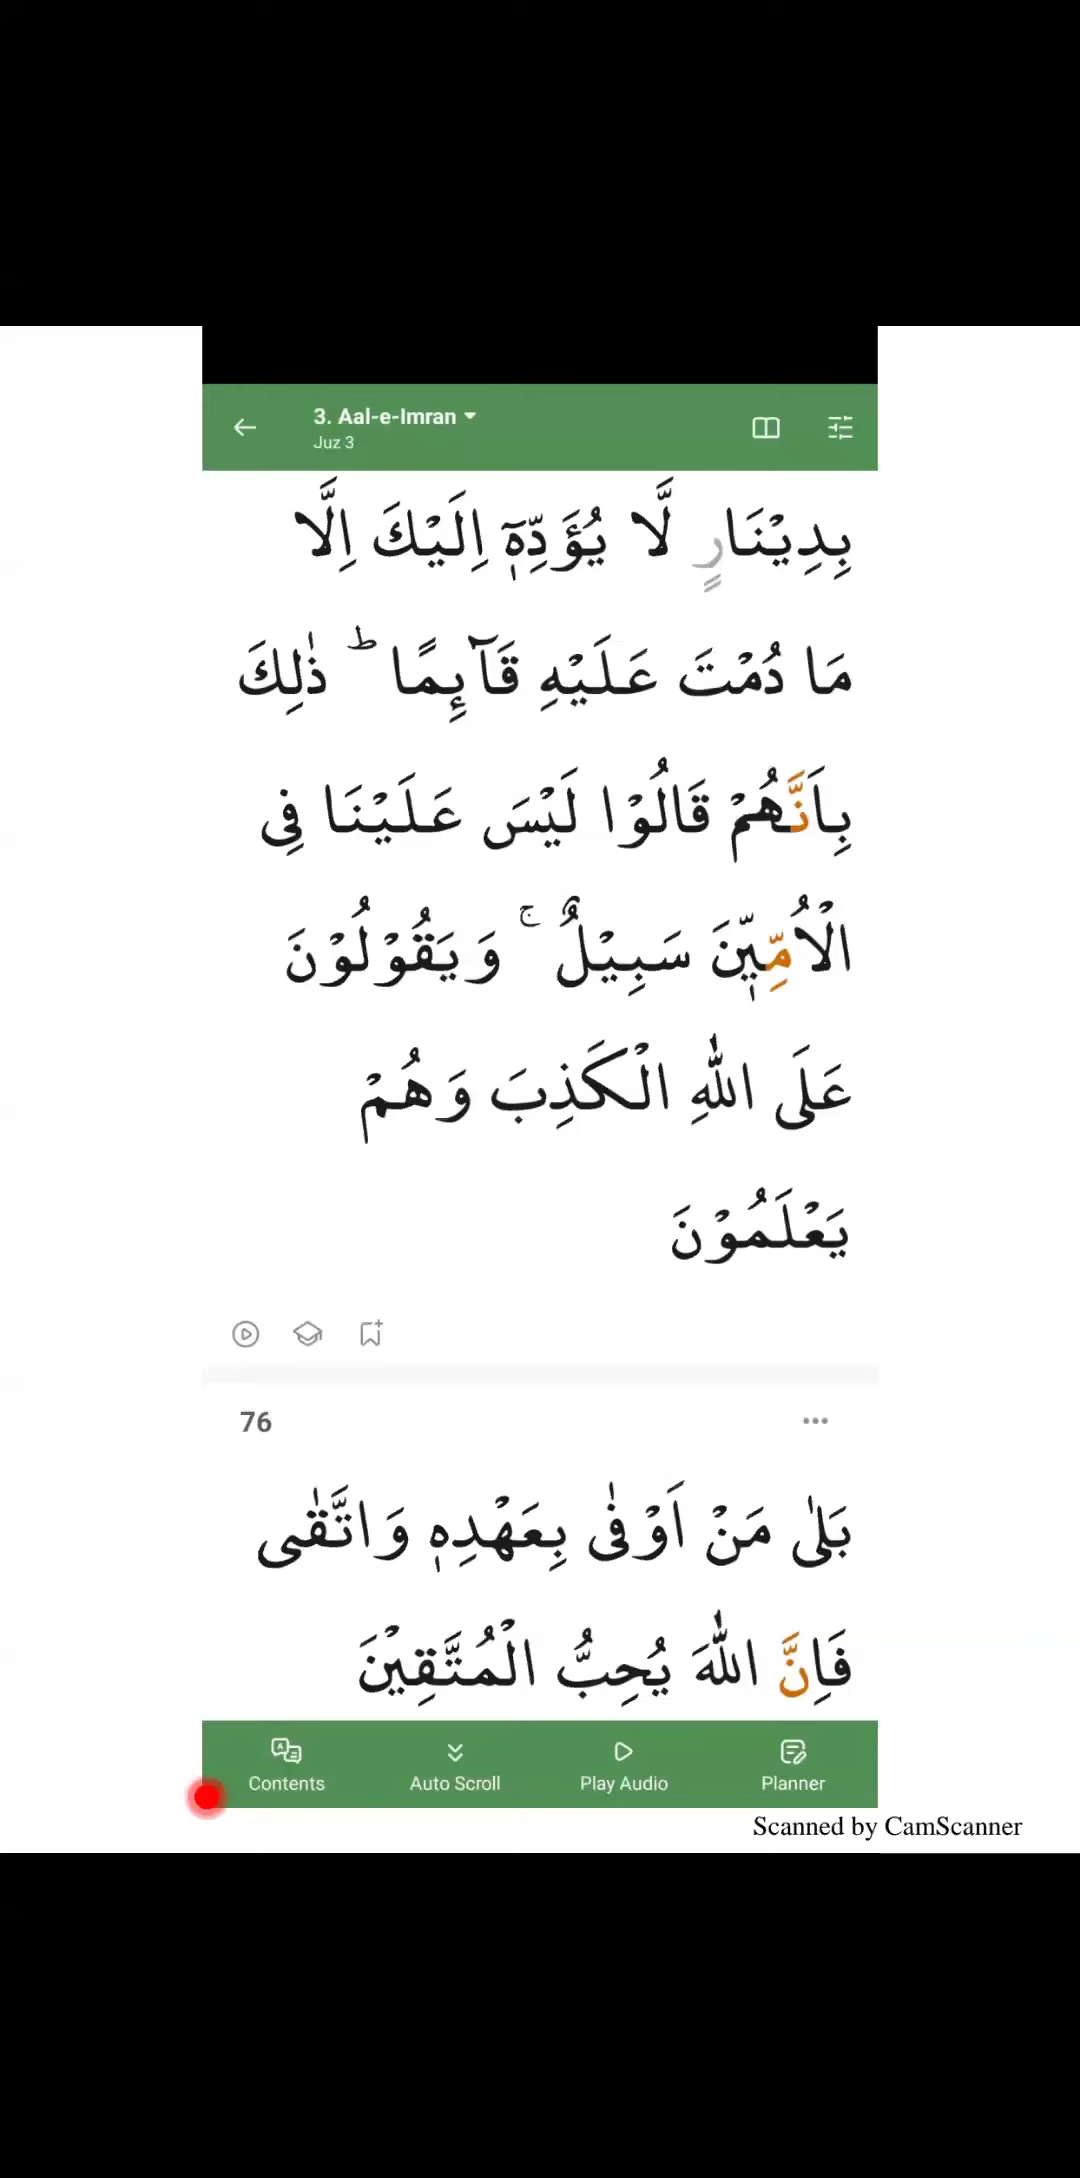 3. Aal-e-Imran
Juz 3
بِدِيْنَارٍ لَّا يُؤَدِّهٖٓ اِلَيْكَ اِلَّا
مَا دُمْتَ عَلَيْهِ قَآىِٕمًا ؕ ذٰلِكَ
بِاَنَّهُمْ قَالُوْا لَيْسَ عَلَيْنَا فِى
الْاُمِّيّٖنَ سَبِيْلٌ ۚ وَيَقُوْلُوْنَ
عَلَى اللّٰهِ الْكَذِبَ وَهُمْ
يَعْلَمُوْنَ
76
بَلٰى مَنْ اَوْفٰى بِعَهْدِهٖ وَاتَّقٰى
فَاِنَّ اللّٰهَ يُحِبُّ الْمُتَّقِيْنَ
Contents Auto Scroll Play Audio Planner
Scanned by CamScanner